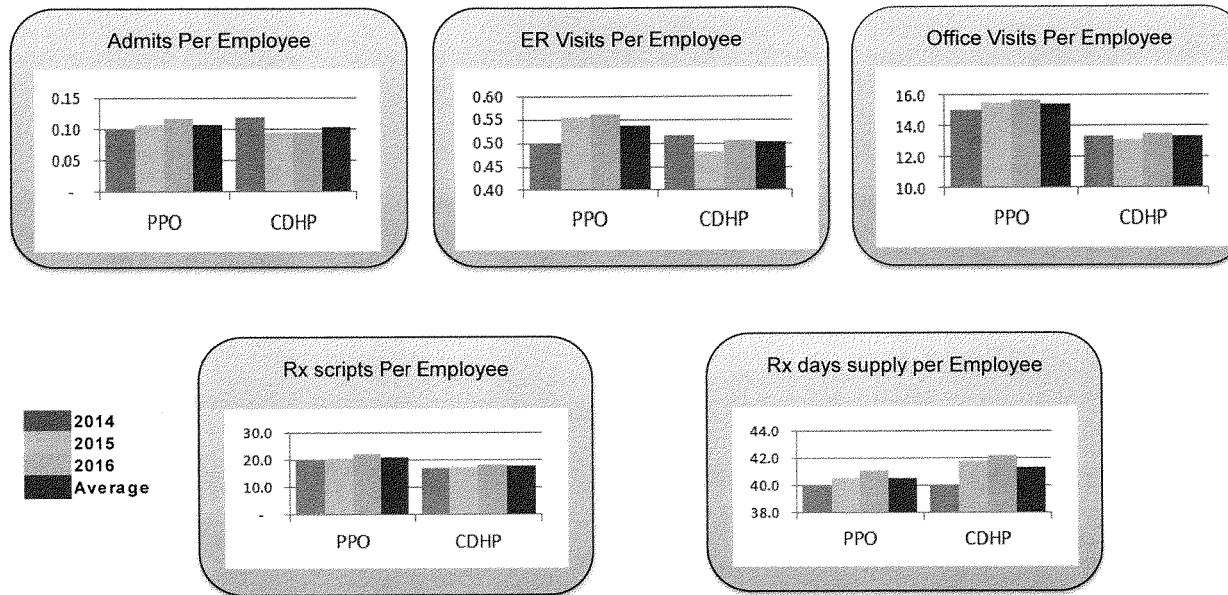 Admits Per Employee
0.15
0.10
0.05
-
PPO CDHP
ER Visits Per Employee
0.60
0.55
0.50
0.45
0.40
PPO CDHP
Office Visits Per Employee
16.0
14.0
12.0
10.0
PPO CDHP
2014
2015
2016
Average
Rx scripts Per Employee
30.0
20.0
10.0
-
PPO CDHP
Rx days supply per Employee
44.0
42.0
40.0
38.0
PPO CDHP